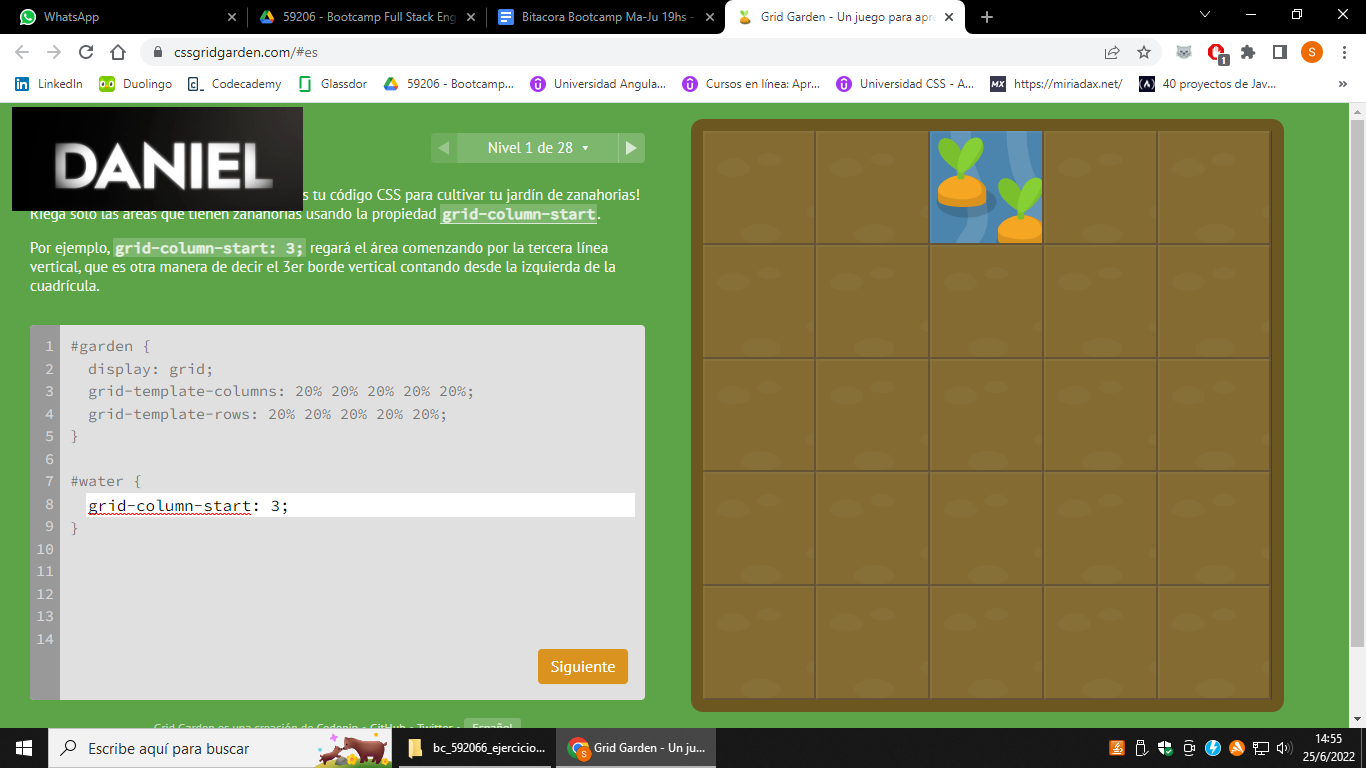 WhatsApp
59206 - Bootcamp Full Stack Eng
Bitacora Bootcamp Ma-Ju 19hs -
Grid Garden - Un juego para apre
cssgridgarden.com/#es
S
1
LinkedIn
Duolingo
Codecademy
Glassdor
59206 - Bootcamp...
Universidad Angula...
Cursos en línea: Apr...
Universidad CSS - A...
MX https://miriadax.net/
40 proyectos de Jav...
»
DANIEL
Nivel 1 de 28
s tu código CSS para cultivar tu jardín de zanahorias!
Riega solo las áreas que tienen zanahorias usando la propiedad grid-column-start.
Por ejemplo, grid-column-start: 3; regará el área comenzando por la tercera línea
vertical, que es otra manera de decir el 3er borde vertical contando desde la izquierda de la
cuadrícula.
1 #garden {
2 display: grid;
3 grid-template-columns: 20% 20% 20% 20% 20%;
4 grid-template-rows: 20% 20% 20% 20% 20%;
5 }
6
7 #water {
8 grid-column-start: 3;
9 }
10
11
12
13
14
Siguiente
Grid Garden es una creación de Codepip • GitHub • Twitter • Español
Escribe aquí para buscar
bc_592066_ejercicio...
Grid Garden - Un ju...
14:55
25/6/2022